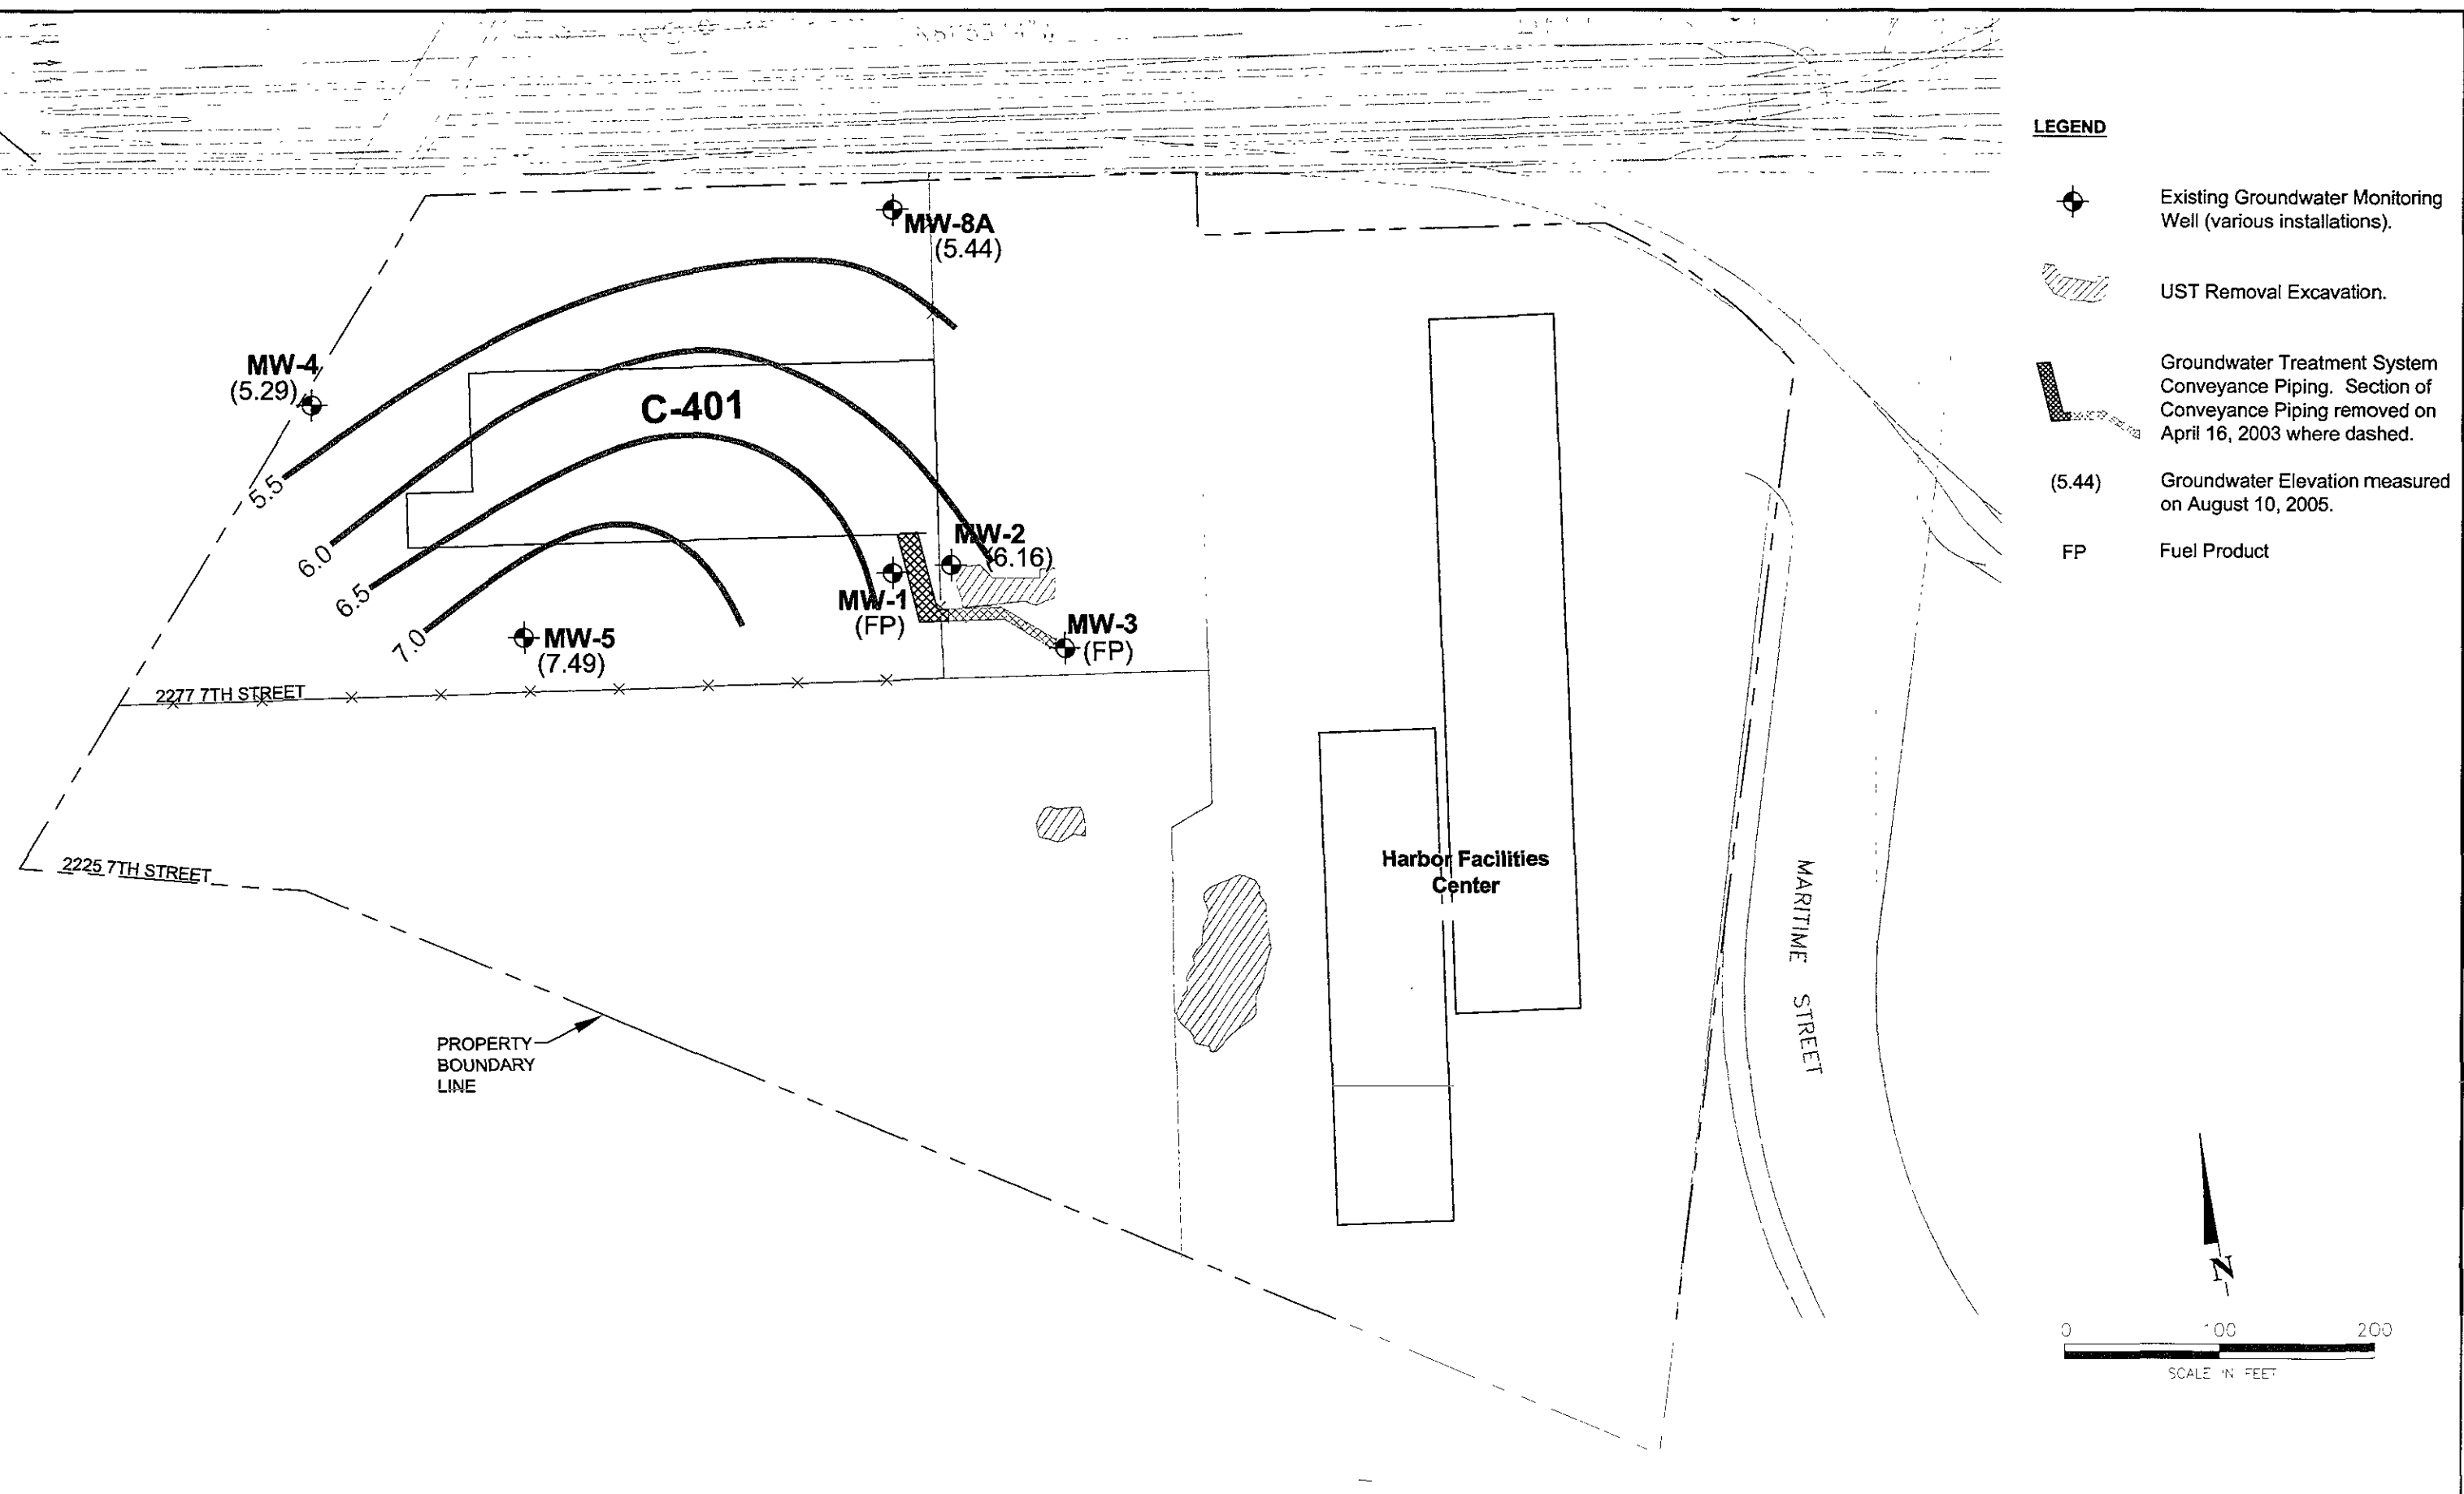 MW-8A
(5.44)
MW-4
(5.29)
C-401
5.5
6.0
6.5
7.0
MW-2
(6.16)
MW-1
(FP)
MW-3
(FP)
MW-5
(7.49)
2277 7TH STREET
2225 7TH STREET
PROPERTY
BOUNDARY
LINE
Harbor Facilities
Center
MARITIME STREET
LEGEND
Existing Groundwater Monitoring
Well (various installations).
UST Removal Excavation.
Groundwater Treatment System
Conveyance Piping. Section of
Conveyance Piping removed on
April 16, 2003 where dashed.
(5.44) Groundwater Elevation measured
on August 10, 2005.
FP Fuel Product
N
0 100 200
SCALE IN FEET